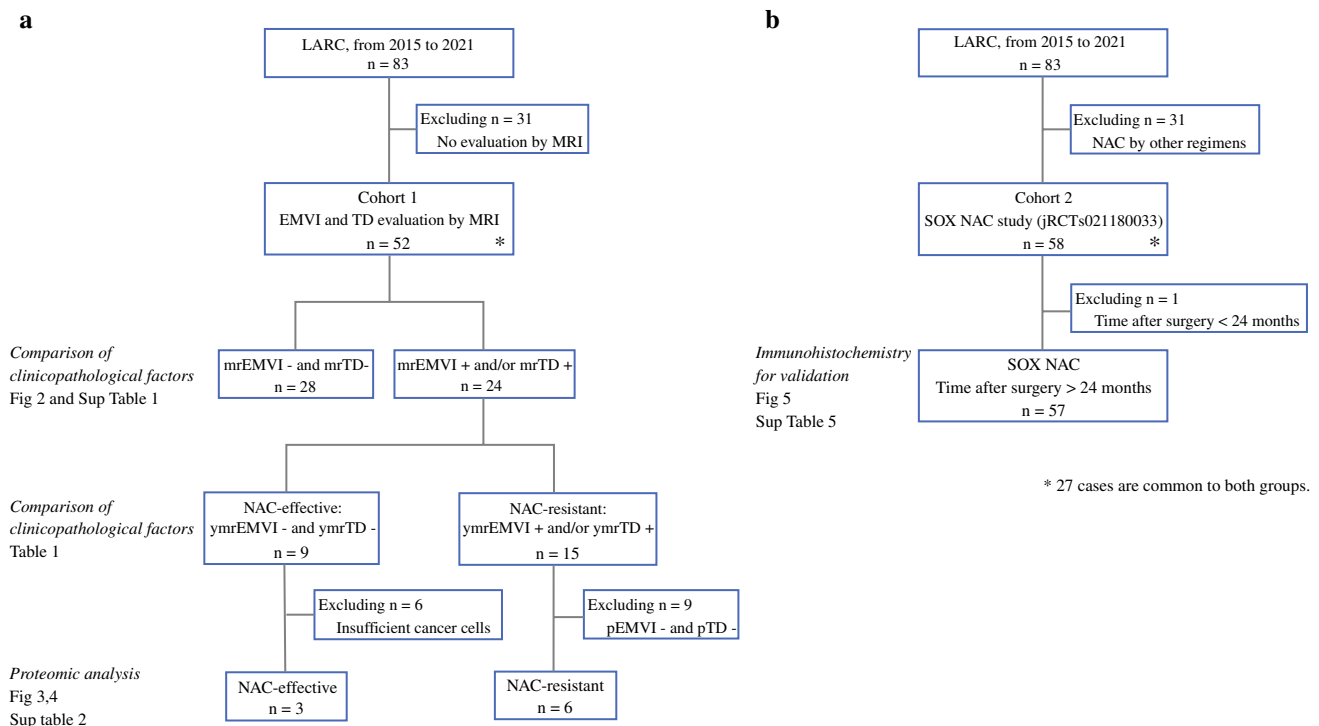 a
LARC, from 2015 to 2021
n = 83
Excluding n = 31
No evaluation by MRI
Cohort 1
EMVI and TD evaluation by MRI
n = 52 *
Comparison of
clinicopathological factors
Fig 2 and Sup Table 1
mrEMVI - and mrTD-
n = 28
mrEMVI + and/or mrTD +
n = 24
Comparison of
clinicopathological factors
Table 1
NAC-effective:
ymrEMVI - and ymrTD -
n = 9
NAC-resistant:
ymrEMVI + and/or ymrTD +
n = 15
Excluding n = 6
Insufficient cancer cells
Excluding n = 9
pEMVI - and pTD -
Proteomic analysis
Fig 3,4
Sup table 2
NAC-effective
n = 3
NAC-resistant
n = 6
b
LARC, from 2015 to 2021
n = 83
Excluding n = 31
NAC by other regimens
Cohort 2
SOX NAC study (jRCTs021180033)
n = 58 *
Excluding n = 1
Time after surgery < 24 months
Immunohistochemistry
for validation
Fig 5
Sup Table 5
SOX NAC
Time after surgery > 24 months
n = 57
* 27 cases are common to both groups.